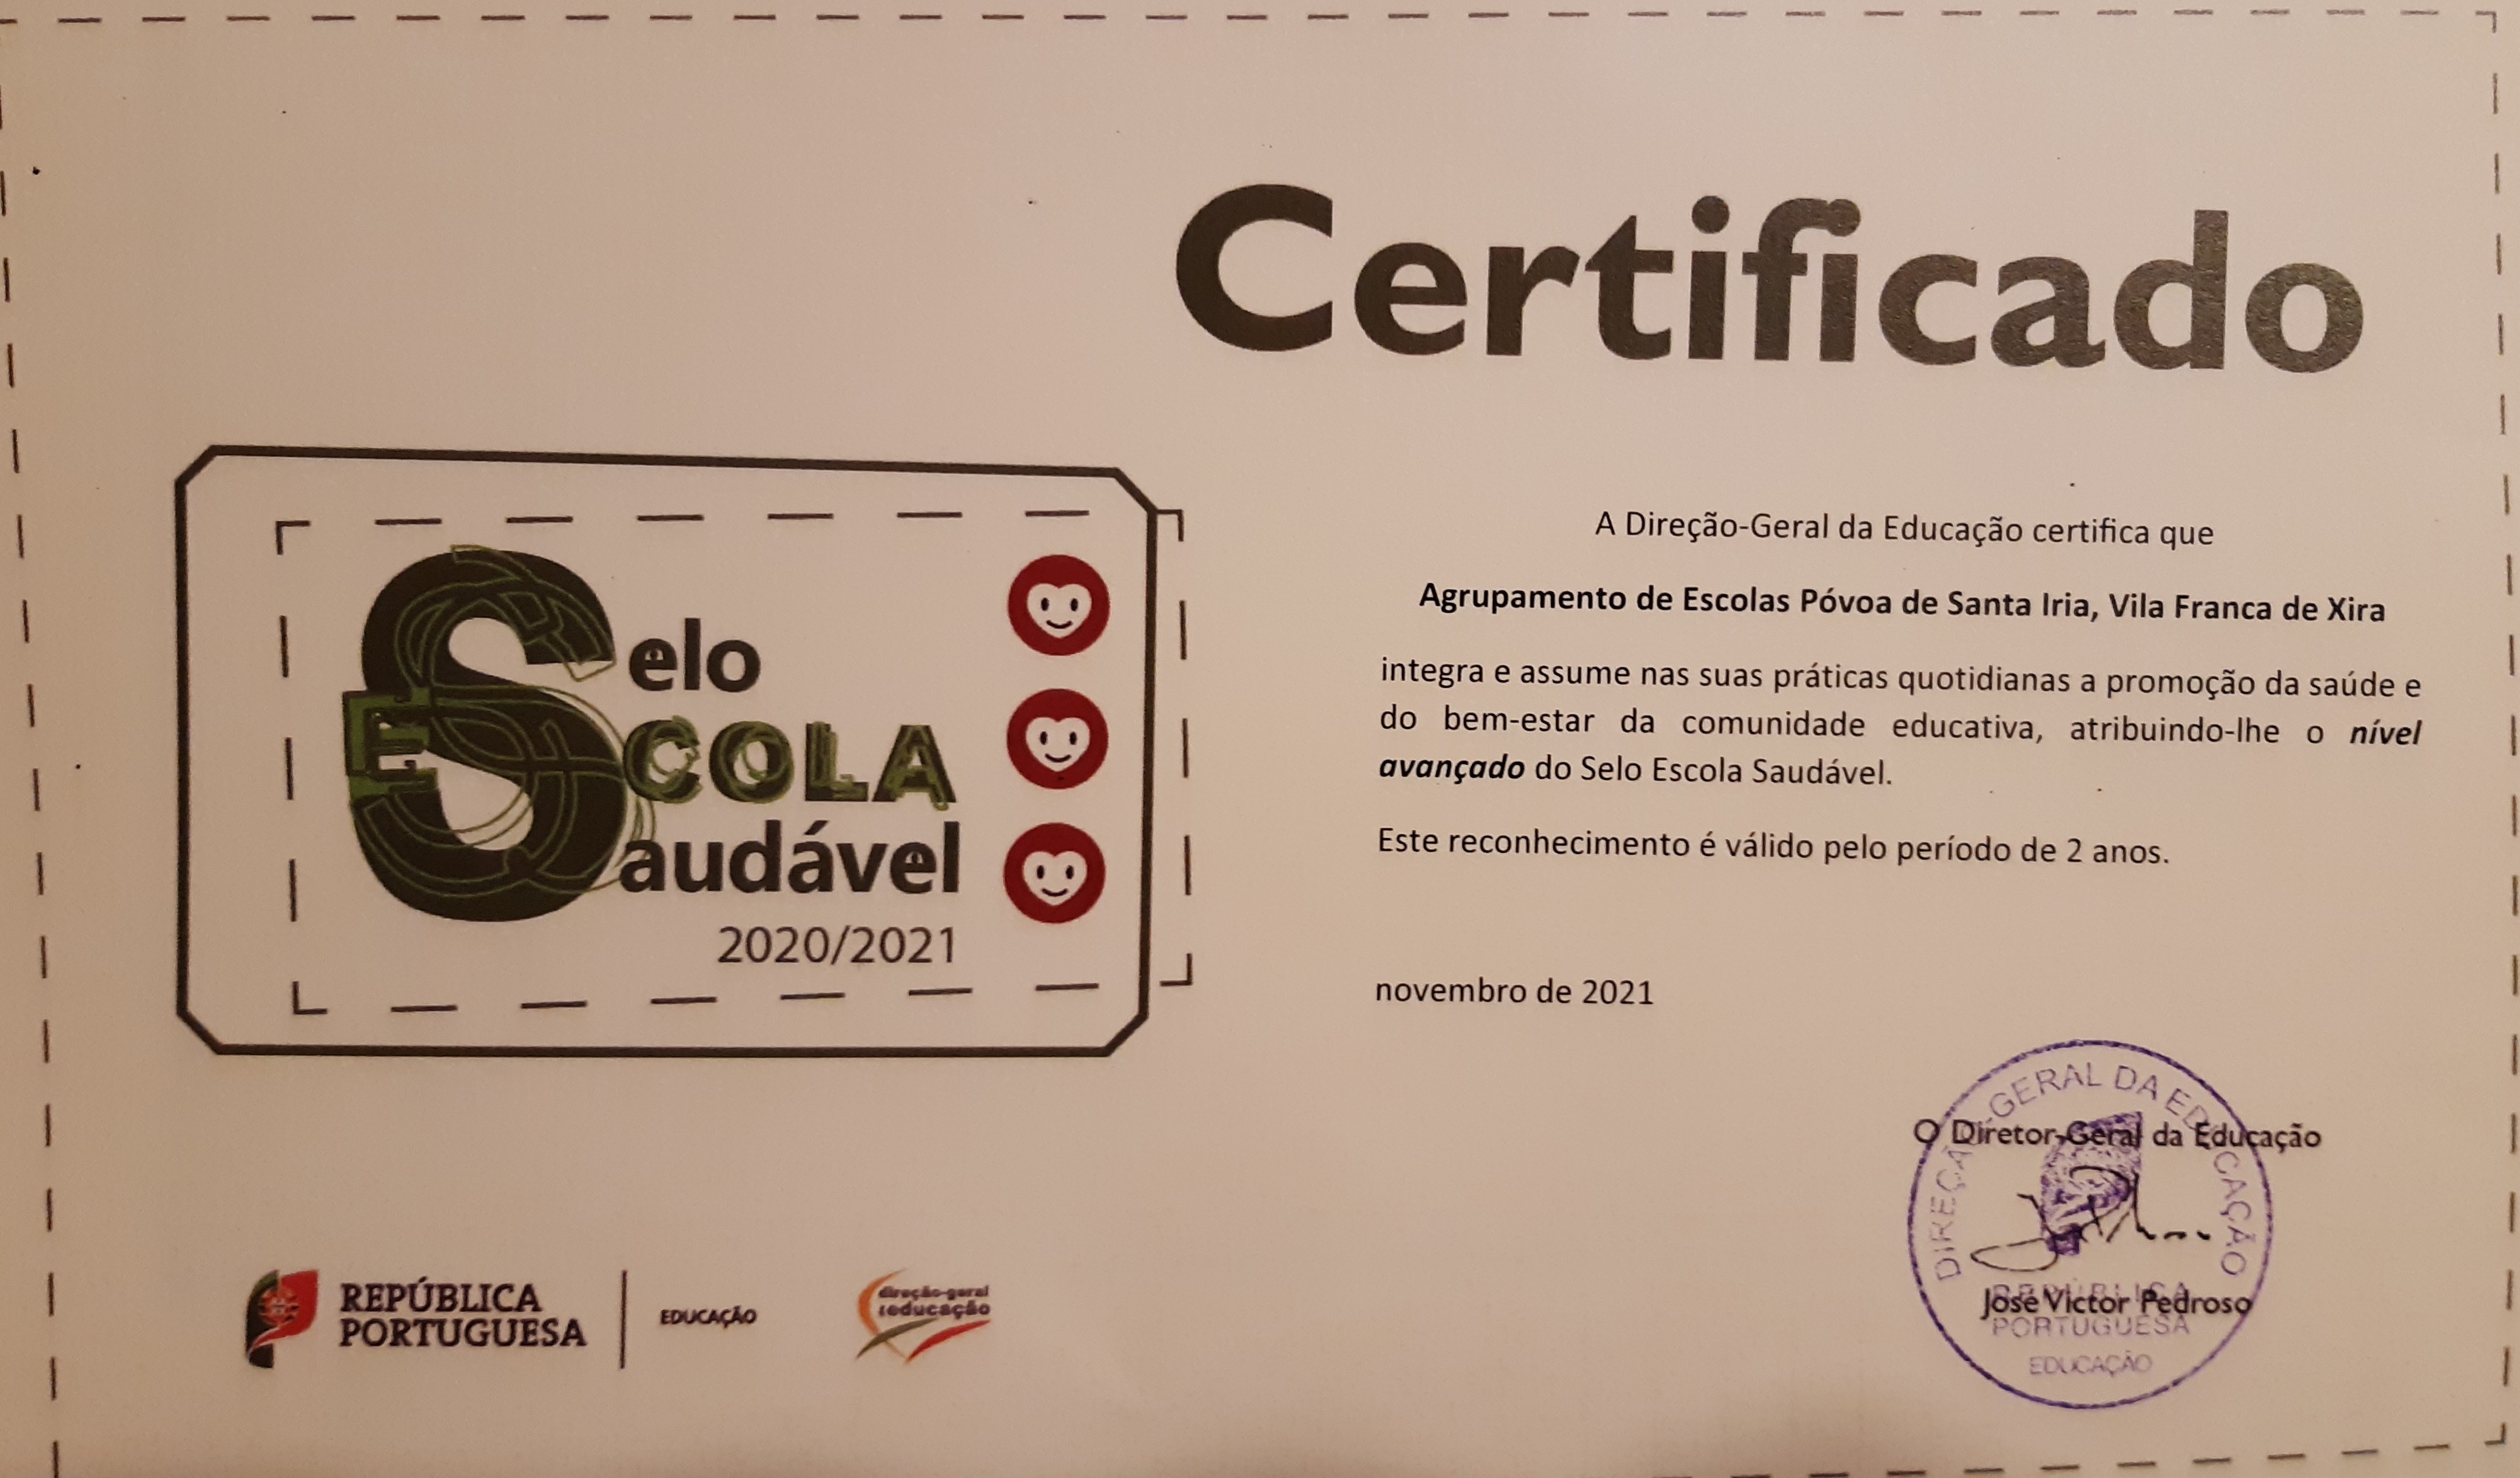 Certificado
Selo
ESCOLA
Saudável
2020/2021
A Direção-Geral da Educação certifica que
Agrupamento de Escolas Póvoa de Santa Iria, Vila Franca de Xira
integra e assume nas suas práticas quotidianas a promoção da saúde e
do bem-estar da comunidade educativa, atribuindo-lhe o nível
avançado do Selo Escola Saudável.
Este reconhecimento é válido pelo período de 2 anos.
novembro de 2021
O Diretor-Geral da Educação
José Victor Pedroso
DIREÇÃO-GERAL DA EDUCAÇÃO
REPÚBLICA
PORTUGUESA
EDUCAÇÃO
REPÚBLICA
PORTUGUESA
EDUCAÇÃO
direção-geral
educação